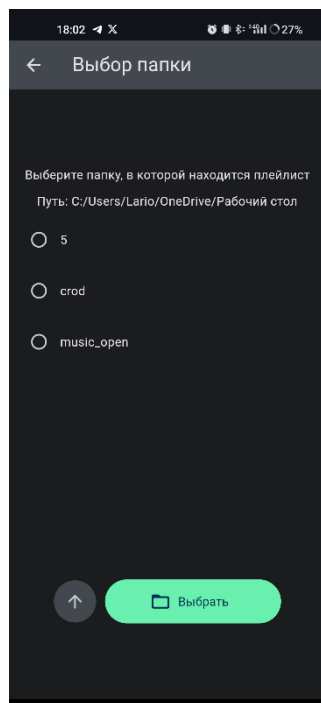 18:02
27%
Выбор папки
Выберите папку, в которой находится плейлист
Путь: C:/Users/Lario/OneDrive/Рабочий стол
5
crod
music_open
Выбрать